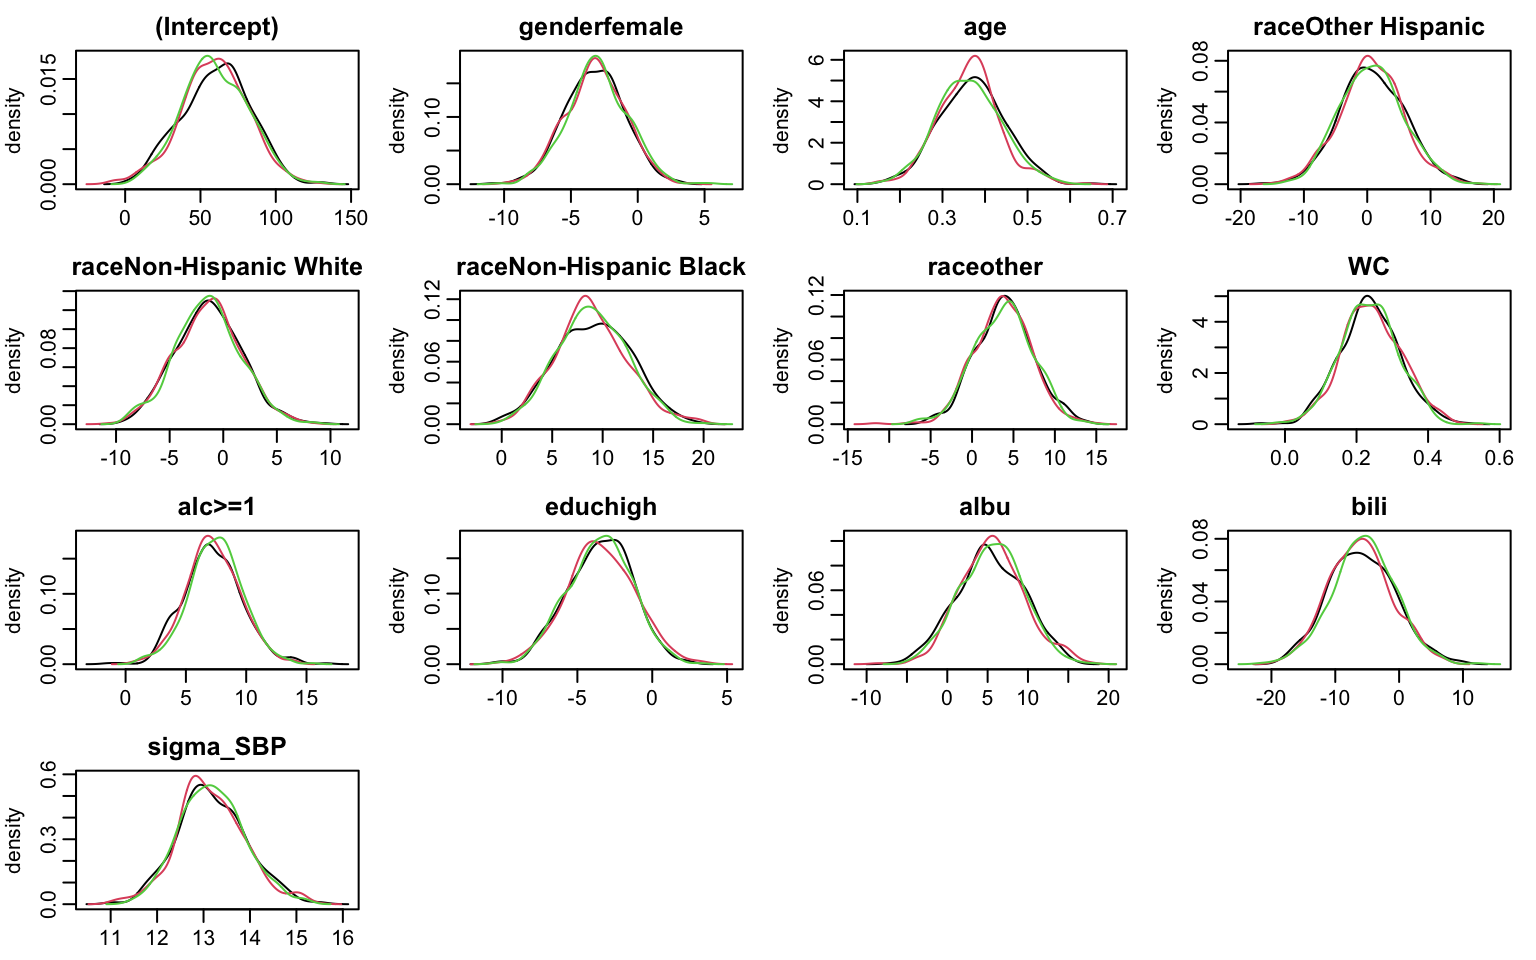 (Intercept)
density
0.000 0.015
0 50 100 150
genderfemale
density
0.00 0.10
-10 -5 0 5
age
density
0 2 4 6
0.1 0.3 0.5 0.7
raceOther Hispanic
density
0.00 0.04 0.08
-20 -10 0 10 20
raceNon-Hispanic White
density
0.00 0.08
-10 -5 0 5 10
raceNon-Hispanic Black
density
0.00 0.06 0.12
0 5 10 15 20
raceother
density
0.00 0.06 0.12
-15 -5 0 5 10 15
WC
density
0 2 4
0.0 0.2 0.4 0.6
alc>=1
density
0.00 0.10
0 5 10 15
educhigh
density
0.00 0.10
-10 -5 0 5
albu
density
0.00 0.06
-10 0 5 10 20
bili
density
0.00 0.04 0.08
-20 -10 0 10
sigma_SBP
density
0.0 0.3 0.6
11 12 13 14 15 16